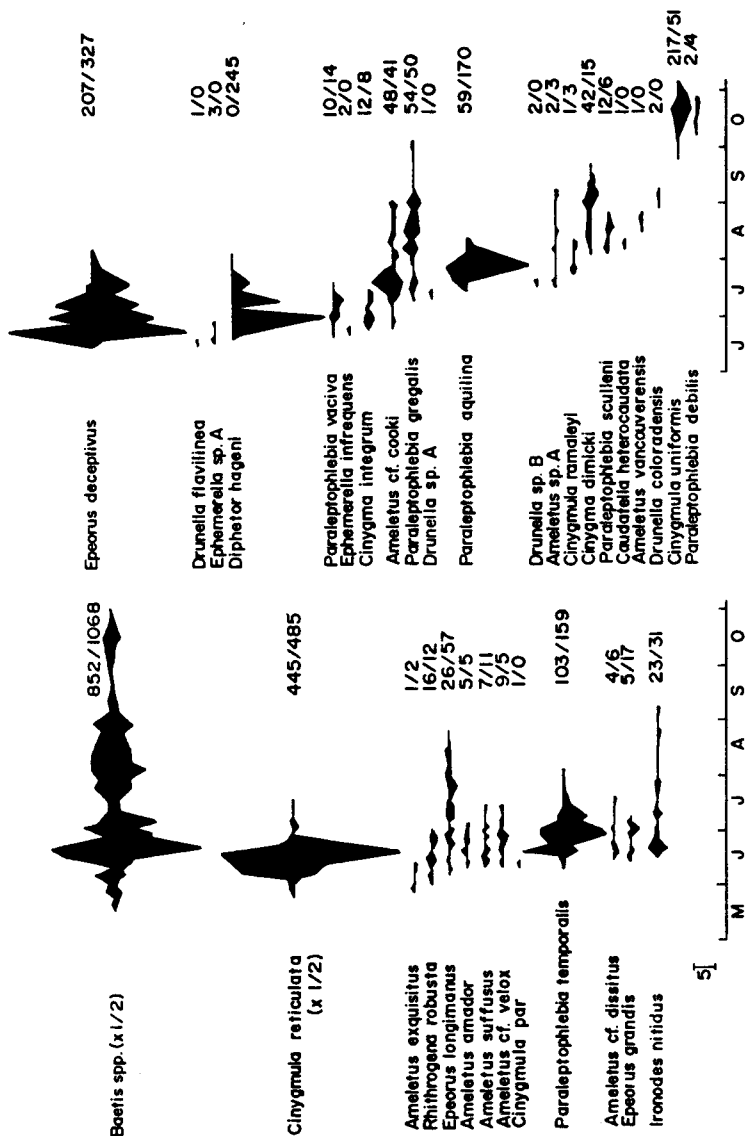 Baetis spp. (x 1/2) 852/1068
Cinygmula reticulata 445/485
(x 1/2)
Ameletus exquisitus 1/2
Rhithrogena robusta 16/12
Epeorus longimanus 26/57
Ameletus amador 5/5
Ameletus suffusus 7/11
Ameletus cf. velox 9/5
Cinygmula par 1/0
Paraleptophlebia temporalis 103/159
Ameletus cf. dissitus 4/6
Epeorus grandis 5/17
Ironodes nitidus 23/31
5
M J J A S O
Epeorus deceptivus 207/327
Drunella flavilinea 1/0
Ephemerella sp. A 3/0
Diphetor hageni 0/245
Paraleptophlebia vaciva 10/14
Ephemerella infrequens 2/0
Cinygma integrum 12/8
Ameletus cf. cooki 48/41
Paraleptophlebia gregalis 54/50
Drunella sp. A 1/0
Paraleptophlebia aquilina 59/170
Drunella sp. B 2/0
Ameletus sp. A 2/3
Cinygmula ramaleyi 1/3
Cinygma dimicki 42/15
Paraleptophlebia sculleni 12/6
Caudatella heterocaudata 1/0
Ameletus vancouverensis 1/0
Drunella coloradensis 2/0
Cinygmula uniformis 217/51
Paraleptophlebia debilis 2/4
J J A S O